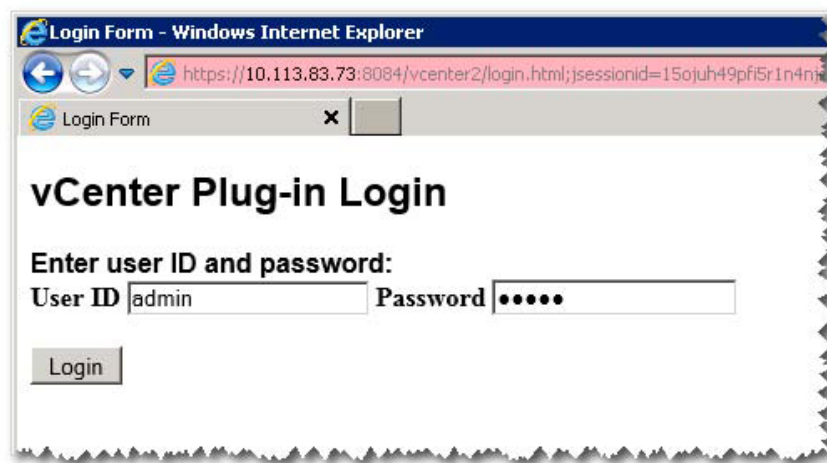 Login Form - Windows Internet Explorer
https://10.113.83.73:8084/vcenter2/login.html;jsessionid=15ojuh49pfi5r1n4nj
Login Form
vCenter Plug-in Login
Enter user ID and password:
User ID admin Password •••••
Login